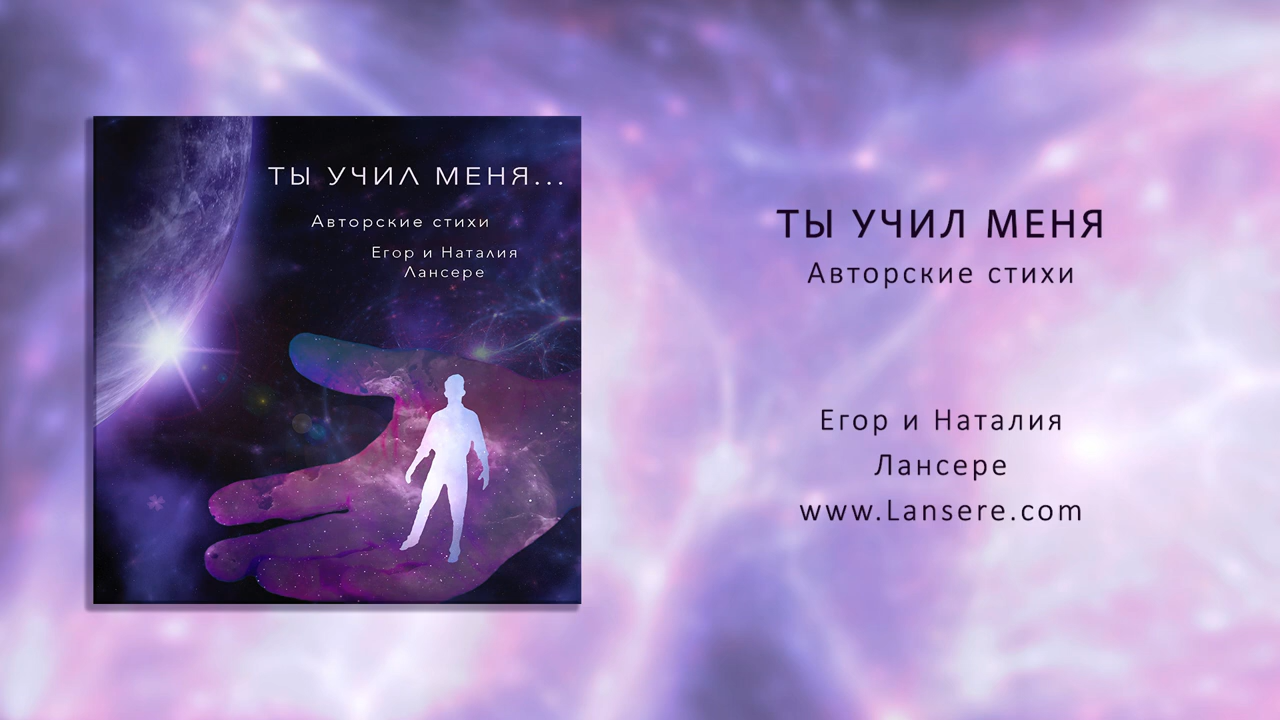 ТЫ УЧИЛ МЕНЯ...
Авторские стихи
Егор и Наталия
Лансере
ТЫ УЧИЛ МЕНЯ
Авторские стихи
Егор и Наталия
Лансере
www.Lansere.com